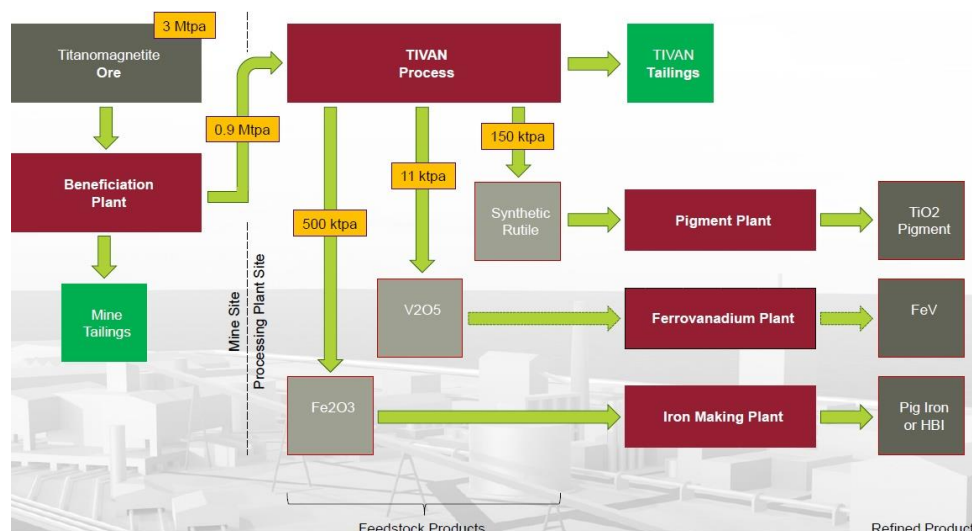 3 Mtpa
Titanomagnetite
Ore
TIVAN
Process
TIVAN
Tailings
0.9 Mtpa
150 ktpa
Beneficiation
Plant
11 ktpa
500 ktpa
Synthetic
Rutile
Pigment Plant
TiO2
Pigment
Mine
Tailings
Mine Site
Processing Plant Site
V2O5
Ferrovanadium Plant
FeV
Fe2O3
Iron Making Plant
Pig Iron
or HBI
Feedstock Products
Refined Product